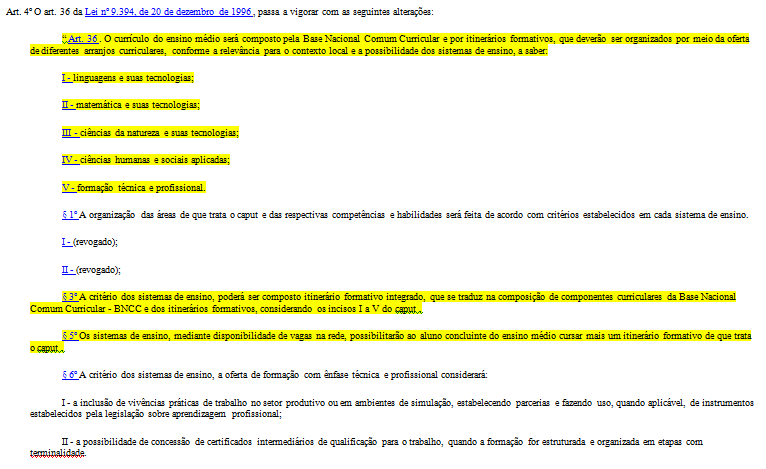 Art. 4º O art. 36 da Lei nº 9.394, de 20 de dezembro de 1996 , passa a vigorar com as seguintes alterações:
“ Art. 36 . O currículo do ensino médio será composto pela Base Nacional Comum Curricular e por itinerários formativos, que deverão ser organizados por meio da oferta
de diferentes arranjos curriculares, conforme a relevância para o contexto local e a possibilidade dos sistemas de ensino, a saber:
I - linguagens e suas tecnologias;
II - matemática e suas tecnologias;
III - ciências da natureza e suas tecnologias;
IV - ciências humanas e sociais aplicadas;
V - formação técnica e profissional.
§ 1º A organização das áreas de que trata o caput e das respectivas competências e habilidades será feita de acordo com critérios estabelecidos em cada sistema de ensino.
I - (revogado);
II - (revogado);
§ 3º A critério dos sistemas de ensino, poderá ser composto itinerário formativo integrado, que se traduz na composição de componentes curriculares da Base Nacional
Comum Curricular - BNCC e dos itinerários formativos, considerando os incisos I a V do caput .
§ 5º Os sistemas de ensino, mediante disponibilidade de vagas na rede, possibilitarão ao aluno concluinte do ensino médio cursar mais um itinerário formativo de que trata
o caput .
§ 6º A critério dos sistemas de ensino, a oferta de formação com ênfase técnica e profissional considerará:
I - a inclusão de vivências práticas de trabalho no setor produtivo ou em ambientes de simulação, estabelecendo parcerias e fazendo uso, quando aplicável, de instrumentos
estabelecidos pela legislação sobre aprendizagem profissional;
II - a possibilidade de concessão de certificados intermediários de qualificação para o trabalho, quando a formação for estruturada e organizada em etapas com
terminalidade.